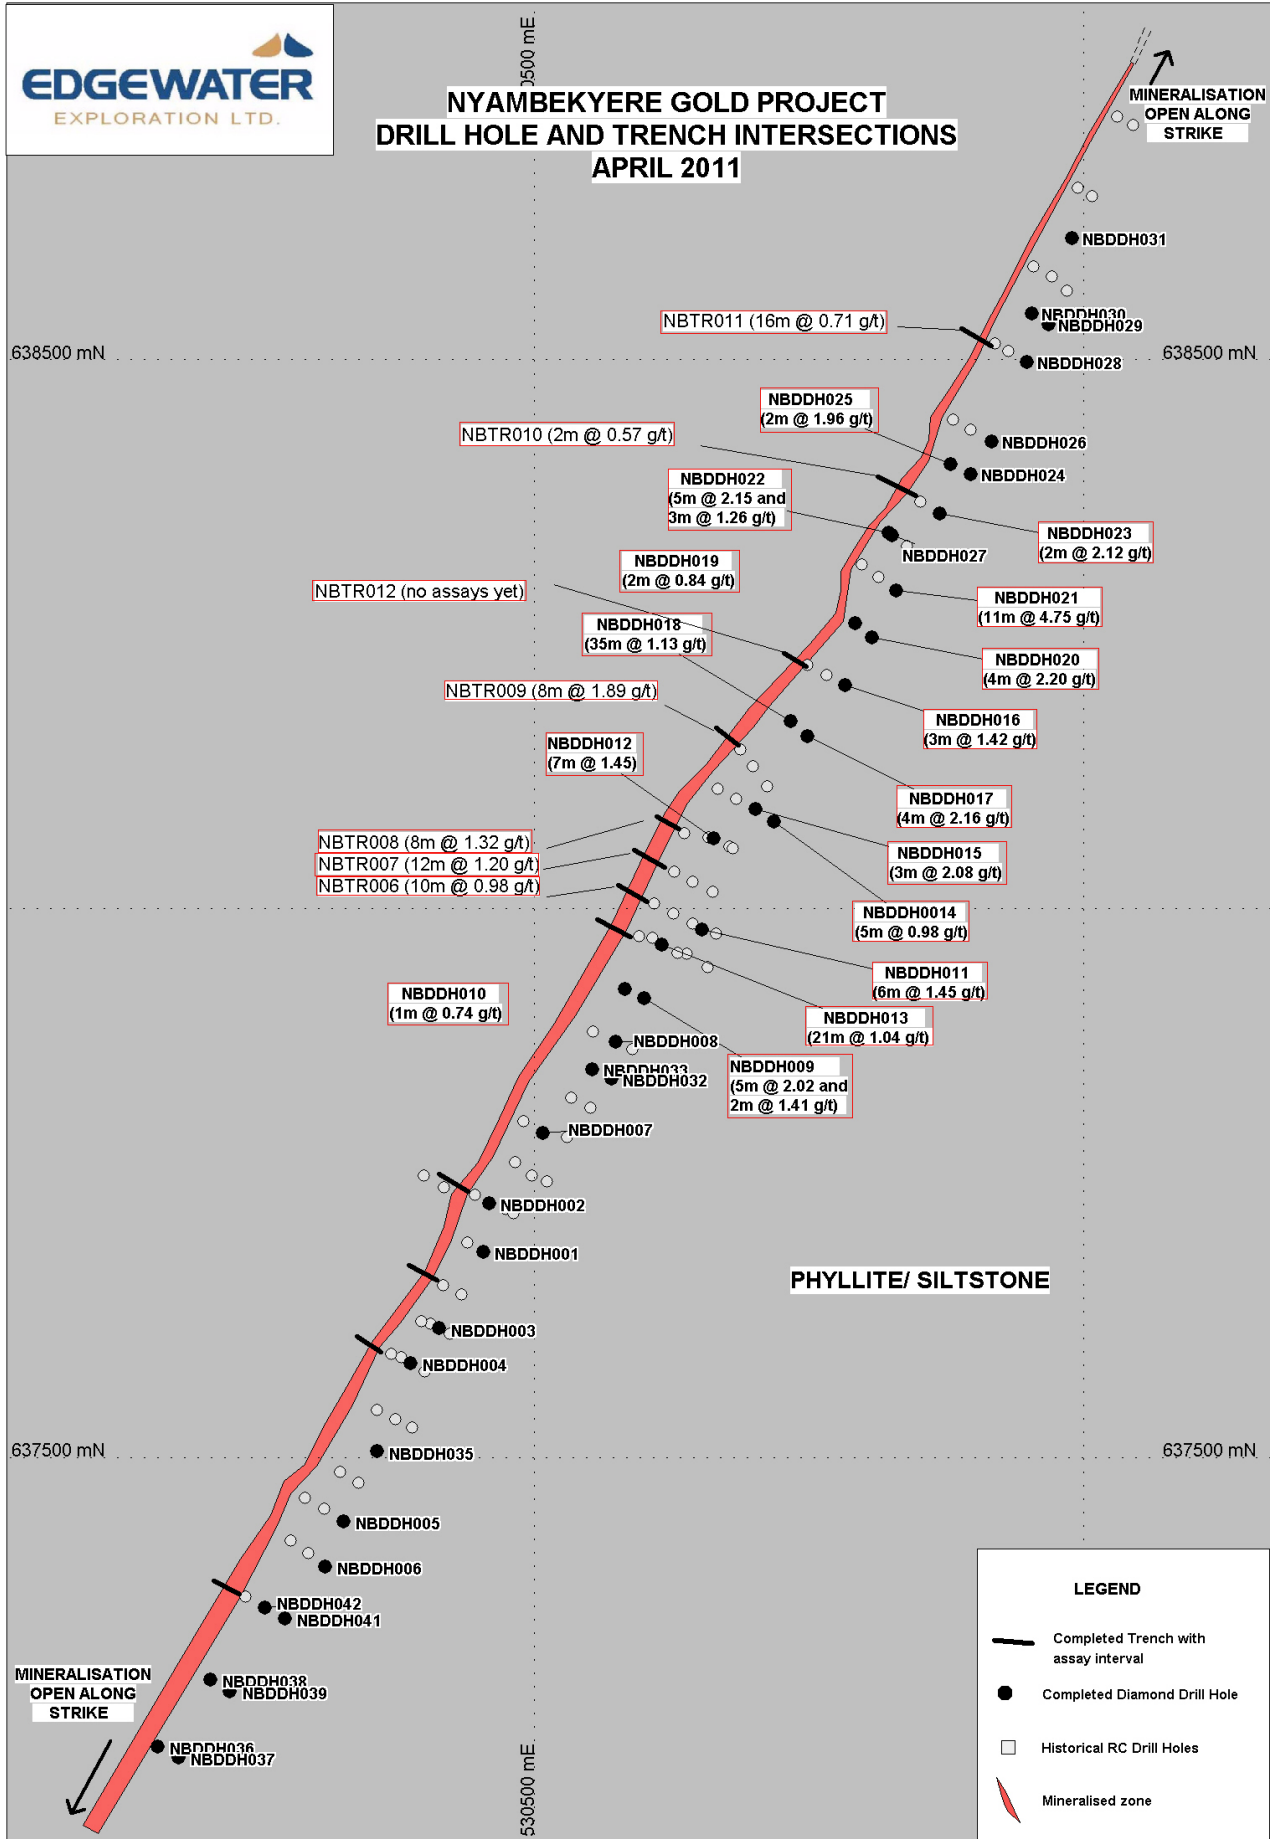 EDGEWATER
EXPLORATION LTD.
0500 mE
NYAMBEKYERE GOLD PROJECT
DRILL HOLE AND TRENCH INTERSECTIONS
APRIL 2011
MINERALISATION
OPEN ALONG
STRIKE
NBDDH031
NBDDH030
NBDDH029
NBTR011 (16m @ 0.71 g/t)
638500 mN
638500 mN
NBDDH028
NBDDH025
(2m @ 1.96 g/t)
NBTR010 (2m @ 0.57 g/t)
NBDDH026
NBDDH024
NBDDH022
(5m @ 2.15 and
3m @ 1.26 g/t)
NBDDH023
(2m @ 2.12 g/t)
NBDDH027
NBDDH019
(2m @ 0.84 g/t)
NBTR012 (no assays yet)
NBDDH021
(11m @ 4.75 g/t)
NBDDH018
(35m @ 1.13 g/t)
NBDDH020
(4m @ 2.20 g/t)
NBTR009 (8m @ 1.89 g/t)
NBDDH016
(3m @ 1.42 g/t)
NBDDH012
(7m @ 1.45)
NBDDH017
(4m @ 2.16 g/t)
NBTR008 (8m @ 1.32 g/t)
NBTR007 (12m @ 1.20 g/t)
NBTR006 (10m @ 0.98 g/t)
NBDDH015
(3m @ 2.08 g/t)
NBDDH0014
(5m @ 0.98 g/t)
NBDDH011
(6m @ 1.45 g/t)
NBDDH010
(1m @ 0.74 g/t)
NBDDH013
(21m @ 1.04 g/t)
NBDDH008
NBDDH033
NBDDH032
NBDDH009
(5m @ 2.02 and
2m @ 1.41 g/t)
NBDDH007
NBDDH002
NBDDH001
PHYLLITE/ SILTSTONE
NBDDH003
NBDDH004
637500 mN
637500 mN
NBDDH035
NBDDH005
NBDDH006
NBDDH042
NBDDH041
MINERALISATION
OPEN ALONG
STRIKE
NBDDH038
NBDDH039
NBDDH036
NBDDH037
530500 mE
LEGEND
Completed Trench with
assay interval
Completed Diamond Drill Hole
Historical RC Drill Holes
Mineralised zone